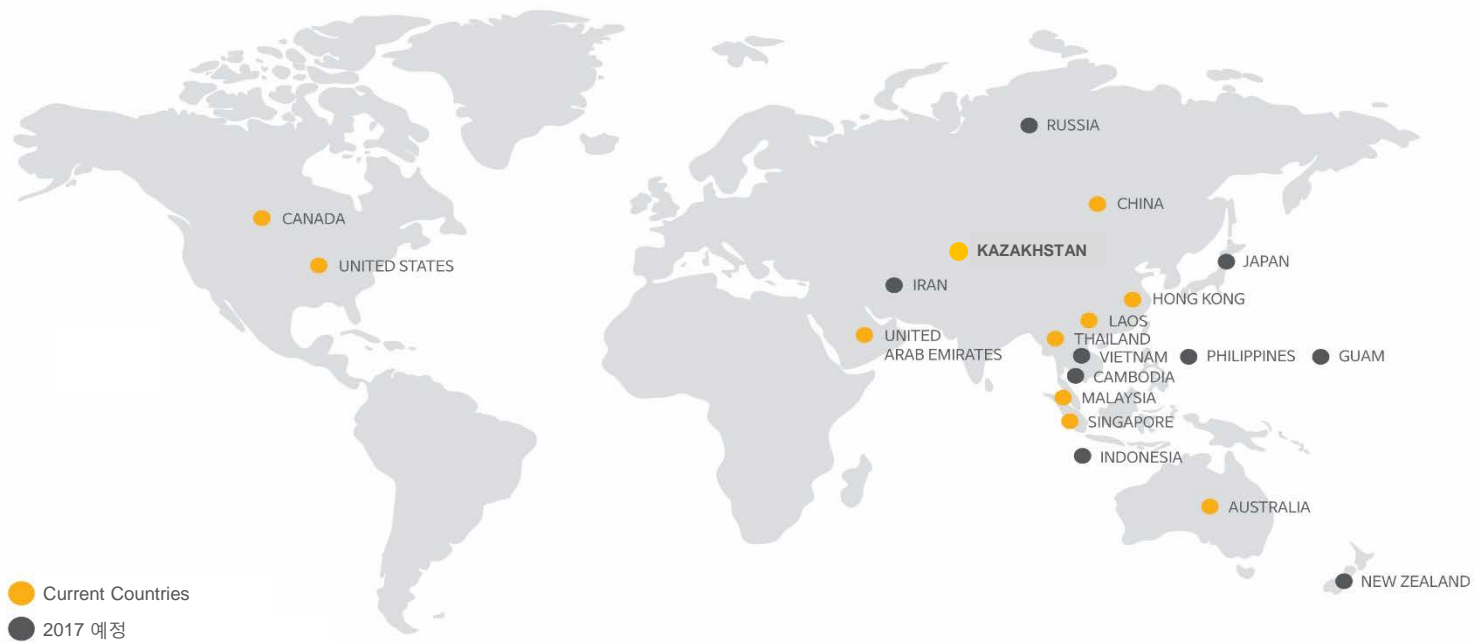 RUSSIA
CHINA
CANADA
KAZAKHSTAN
UNITED STATES
JAPAN
IRAN
HONG KONG
LAOS
UNITED
ARAB EMIRATES
THAILAND
VIETNAM
PHILIPPINES
GUAM
CAMBODIA
MALAYSIA
SINGAPORE
INDONESIA
AUSTRALIA
NEW ZEALAND
Current Countries
2017 예정